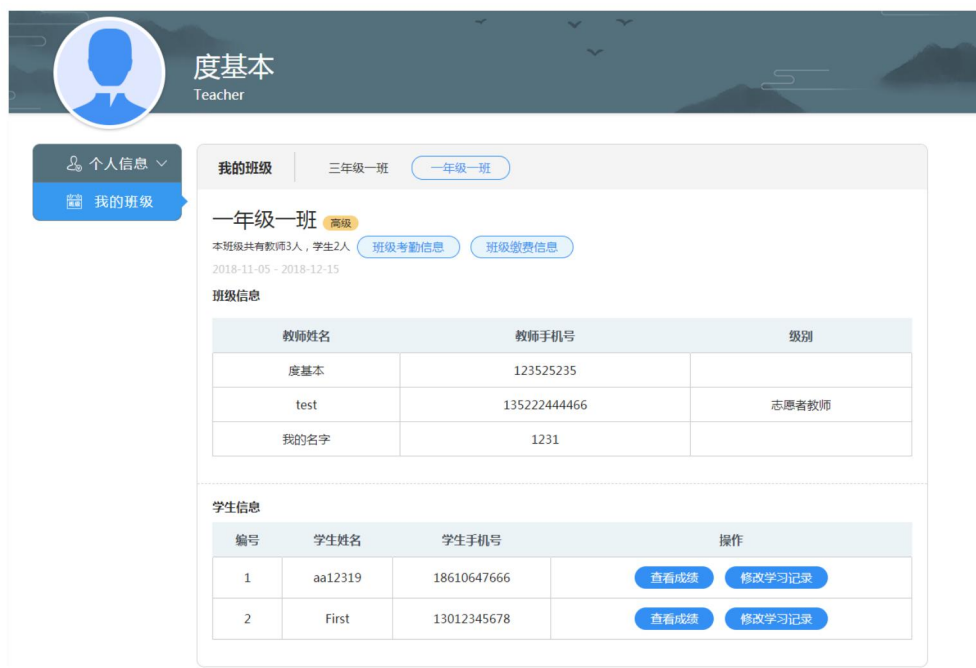 度基本
Teacher
个人信息
我的班级
我的班级 三年级一班 一年级一班
一年级一班 高级
本班级共有教师3人，学生2人 班级考勤信息 班级缴费信息
2018-11-05 - 2018-12-15
班级信息
教师姓名 教师手机号 级别
度基本 123525235
test 135222444466 志愿者教师
我的名字 1231
学生信息
编号 学生姓名 学生手机号 操作
1 aa12319 18610647666 查看成绩 修改学习记录
2 First 13012345678 查看成绩 修改学习记录